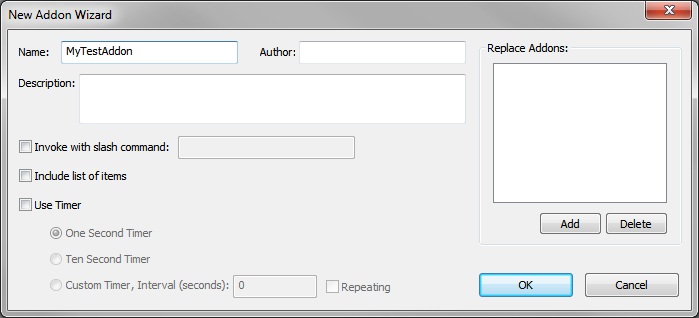 New Addon Wizard
Name: MyTestAddon Author: Replace Addons:
Description:
Invoke with slash command:
Include list of items
Use Timer
One Second Timer
Ten Second Timer
Custom Timer, Interval (seconds): 0 Repeating
Add Delete
OK Cancel